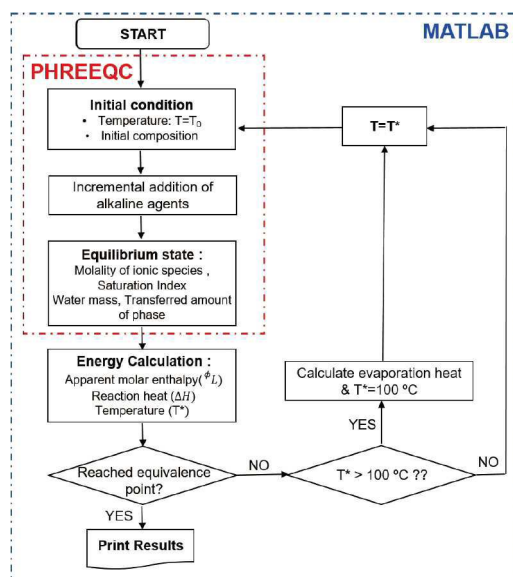 START
MATLAB
PHREEQC
Initial condition
• Temperature: T=T₀
• Initial composition
T=T*
Incremental addition of
alkaline agents
Equilibrium state :
Molality of ionic species ,
Saturation Index
Water mass, Transferred amount
of phase
Energy Calculation :
Apparent molar enthalpy(ϕL)
Reaction heat (ΔH)
Temperature (T*)
Calculate evaporation heat
& T*=100 ºC
YES
Reached equivalence
point?
NO
T* > 100 ºC ??
NO
YES
Print Results